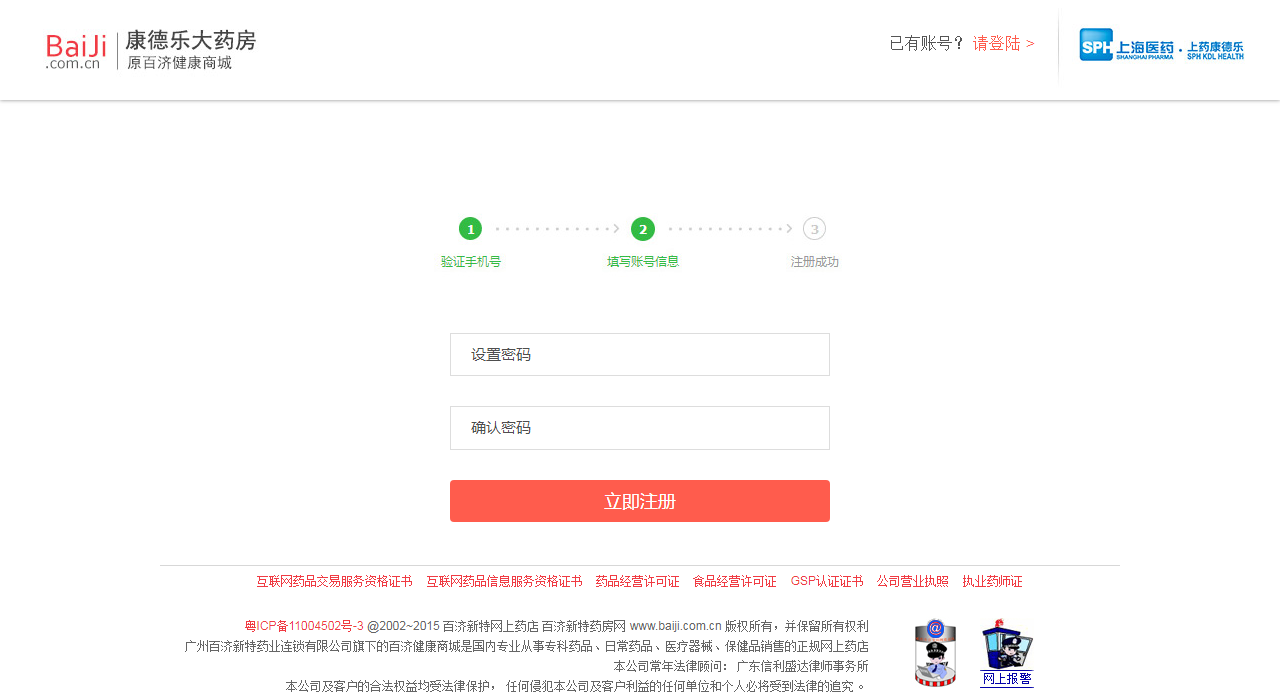 BaiJi .com.cn 康德乐大药房
原百济健康商城
已有账号？ 请登陆 >
SPH 上海医药 · 上药康德乐
SHANGHAI PHARMA SPH KDL HEALTH
1 2 3
验证手机号 填写账号信息 注册成功
设置密码
确认密码
立即注册
互联网药品交易服务资格证书 互联网药品信息服务资格证书 药品经营许可证 食品经营许可证 GSP认证证书 公司营业执照 执业药师证
粤ICP备11004502号-3 @2002~2015 百济新特网上药店 百济新特药房网 www.baiji.com.cn 版权所有，并保留所有权利
广州百济新特药业连锁有限公司旗下的百济健康商城是国内专业从事专科药品、日常药品、医疗器械、保健品销售的正规网上药店
本公司常年法律顾问： 广东信利盛达律师事务所
本公司及客户的合法权益均受法律保护， 任何侵犯本公司及客户利益的任何单位和个人必将受到法律的追究 。
@
网上报警